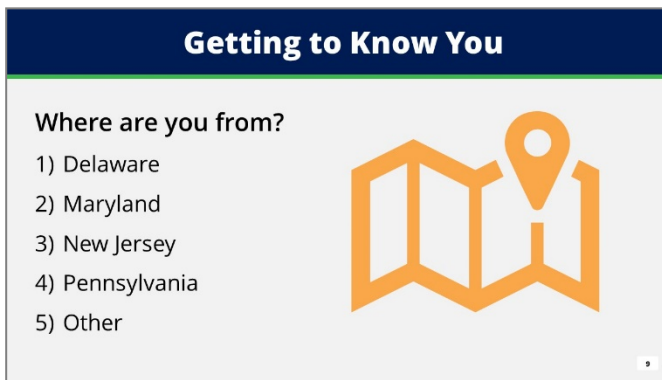 Getting to Know You
Where are you from?
1) Delaware
2) Maryland
3) New Jersey
4) Pennsylvania
5) Other
9